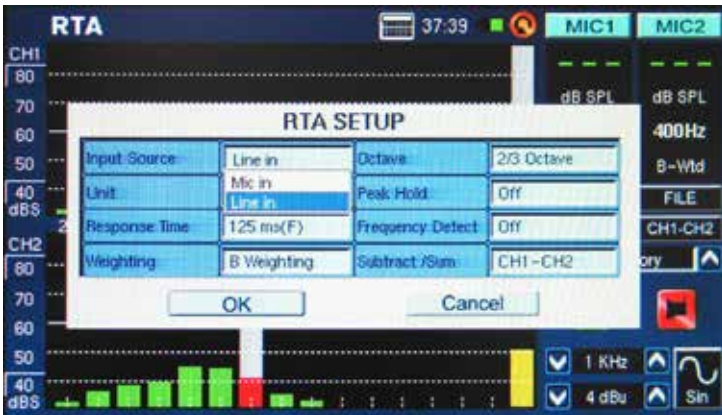 RTA 37:39 MIC1 MIC2
CH1
80
70
60
50
40
dBS
CH2
80
70
60
50
40
dBS
dB SPL dB SPL
400Hz
B-Wtd
FILE
CH1-CH2
ory
RTA SETUP
Input Source Line in Octave 2/3 Octave
Mic in
Unit Line in Peak Hold Off
Response Time 125 ms(F) Frequency Detect Off
Weighting B Weighting Subtract /Sum CH1-CH2
OK Cancel
1 KHz
4 dBu Sin